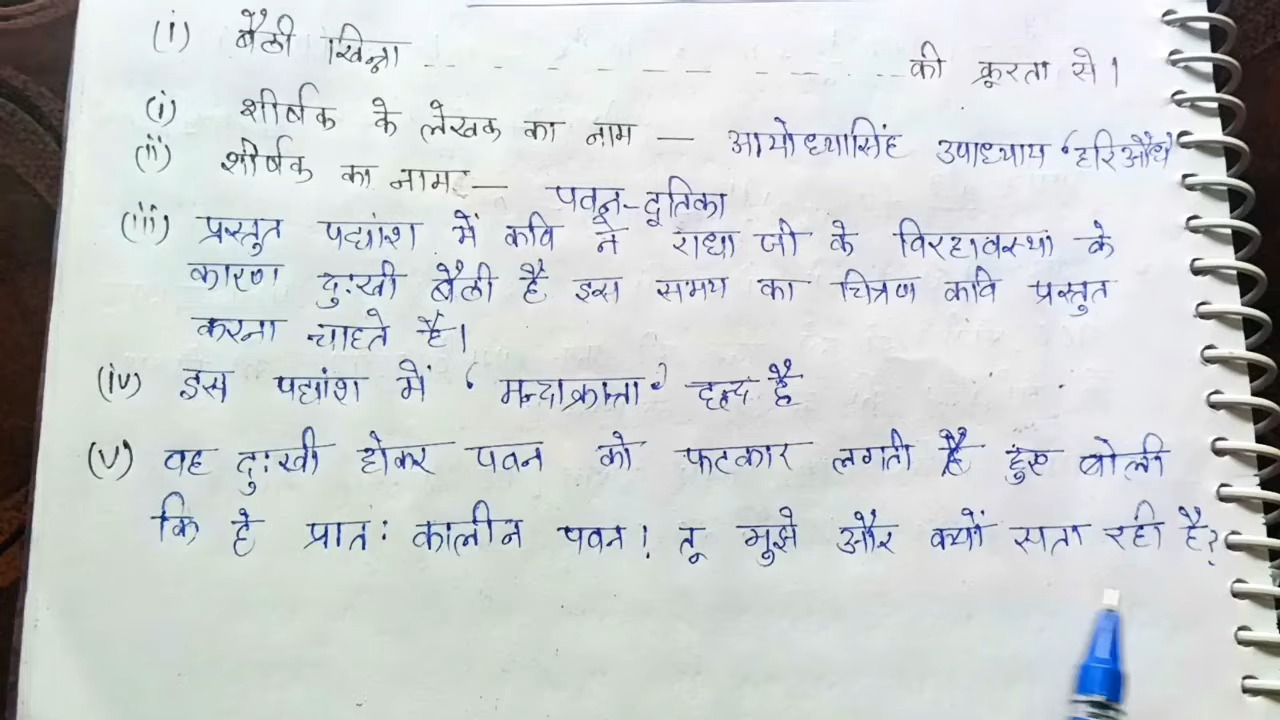 (i) बैठी खिन्ना - - - - - - - - - - की क्रूरता से।
(i) शीर्षक के लेखक का नाम — आयोध्यासिंह उपाध्याय 'हरिऔध'
(ii) शीर्षक का नाम — पवन-दूतिका
(iii) प्रस्तुत पद्यांश में कवि ने राधा जी के विरहावस्था के
कारण दुःखी बैठी है इस समय का चित्रण कवि प्रस्तुत
करना चाहते है।
(iv) इस पद्यांश में 'मन्दाक्रान्ता' छन्द है
(v) वह दुःखी होकर पवन को फटकार लगती है हुए बोली
कि हे प्रातः कालीन पवन! तू मुझे और क्यों सता रही है?